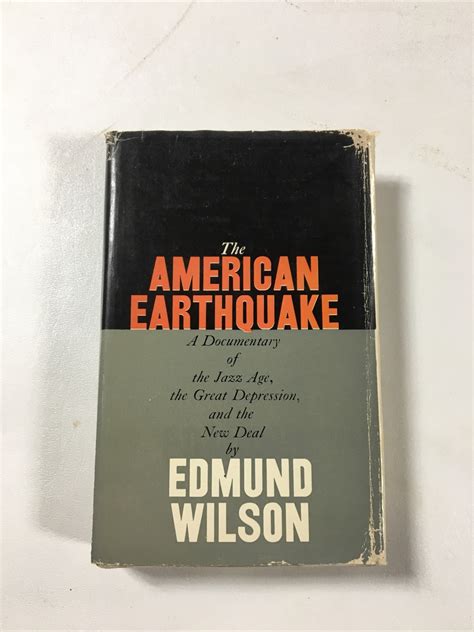 The
AMERICAN
EARTHQUAKE
A Documentary
of
the Jazz Age,
the Great Depression,
and the
New Deal
by
EDMUND
WILSON